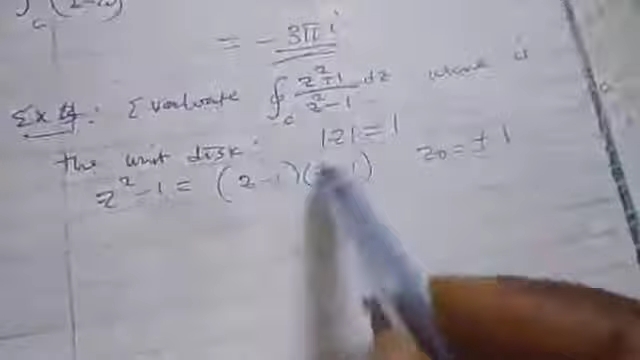 = -3πi
Ex 4: Evaluate ∮c (z²+1)/(z²-1) dz where is
the unit disk. |z| = 1
z² - 1 = (z - 1)( 1) z₀ = ± 1